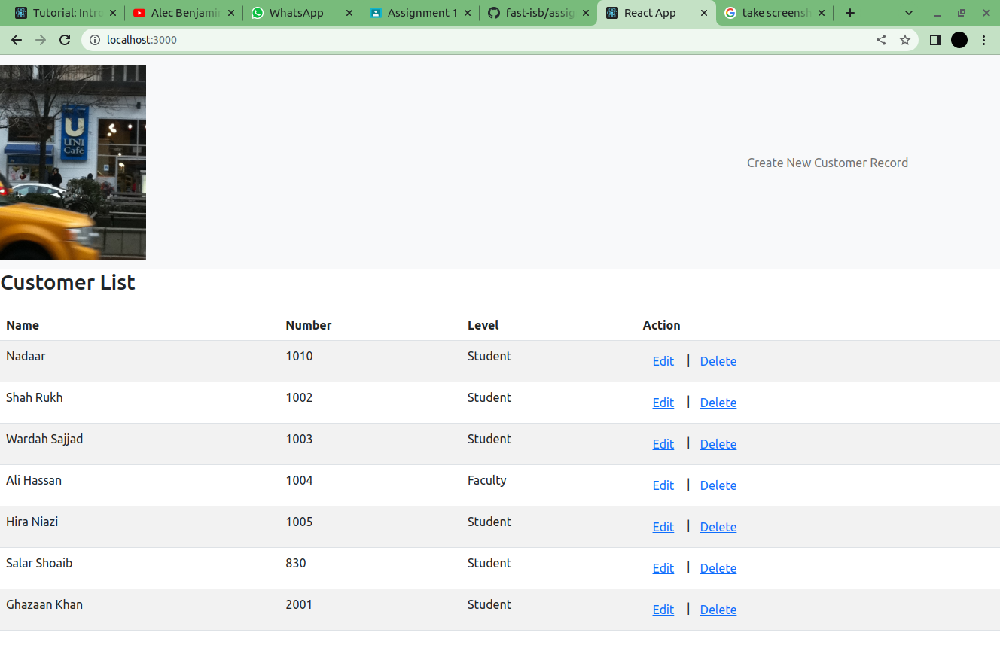 Tutorial: Intro
Alec Benjamin
WhatsApp
Assignment 1
fast-isb/assig
React App
take screensh
localhost:3000
U
UNI
Café
Create New Customer Record
Customer List
Name Number Level Action
Nadaar 1010 Student Edit | Delete
Shah Rukh 1002 Student Edit | Delete
Wardah Sajjad 1003 Student Edit | Delete
Ali Hassan 1004 Faculty Edit | Delete
Hira Niazi 1005 Student Edit | Delete
Salar Shoaib 830 Student Edit | Delete
Ghazaan Khan 2001 Student Edit | Delete